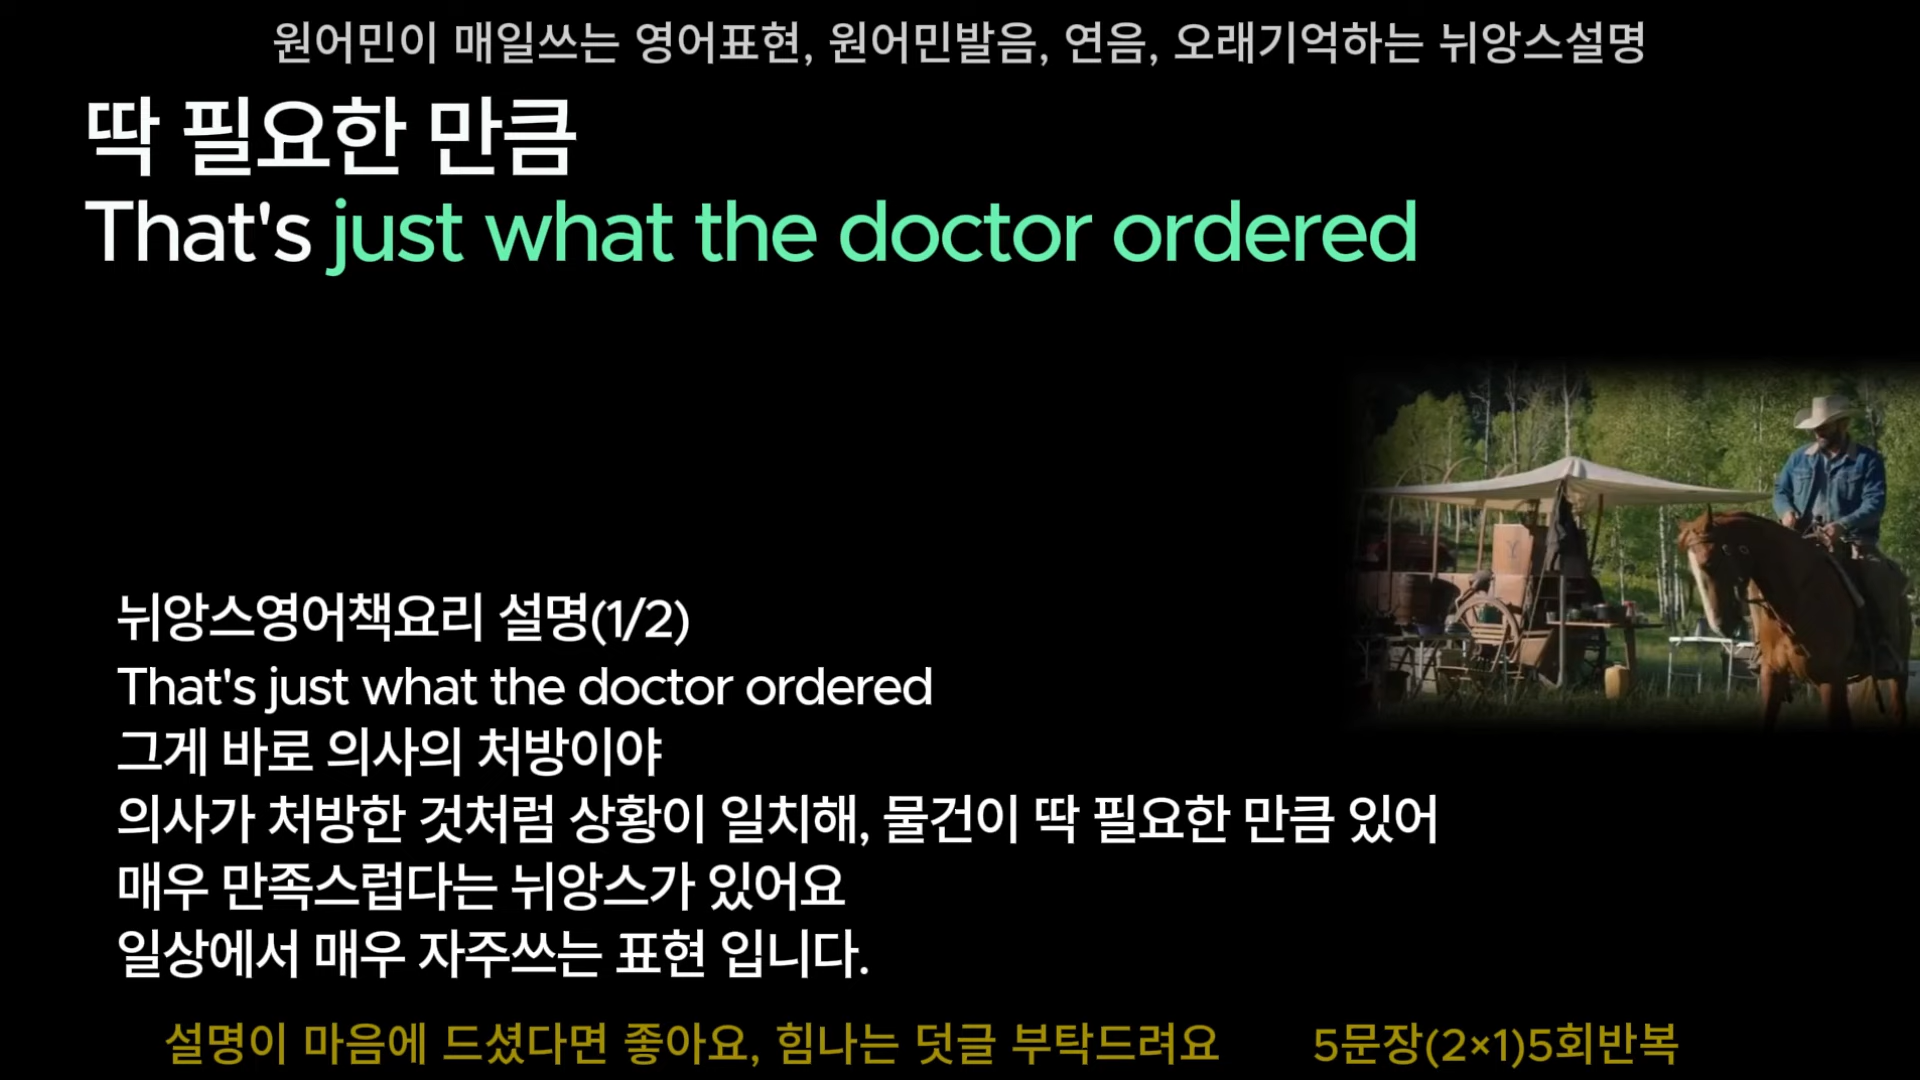 원어민이 매일쓰는 영어표현, 원어민발음, 연음, 오래기억하는 뉘앙스설명
딱 필요한 만큼
That's just what the doctor ordered
뉘앙스영어책요리 설명(1/2)
That's just what the doctor ordered
그게 바로 의사의 처방이야
의사가 처방한 것처럼 상황이 일치해, 물건이 딱 필요한 만큼 있어
매우 만족스럽다는 뉘앙스가 있어요
일상에서 매우 자주쓰는 표현 입니다.
설명이 마음에 드셨다면 좋아요, 힘나는 덧글 부탁드려요 5문장(2×1)5회반복